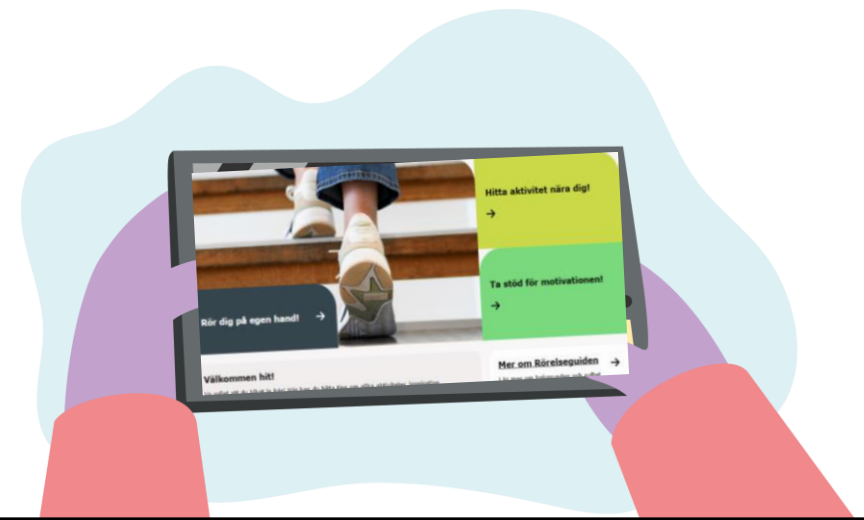 Hitta aktivitet nära dig!
Ta stöd för motivationen!
Rör dig på egen hand!
Välkommen hit!
Mer om Rörelseguiden